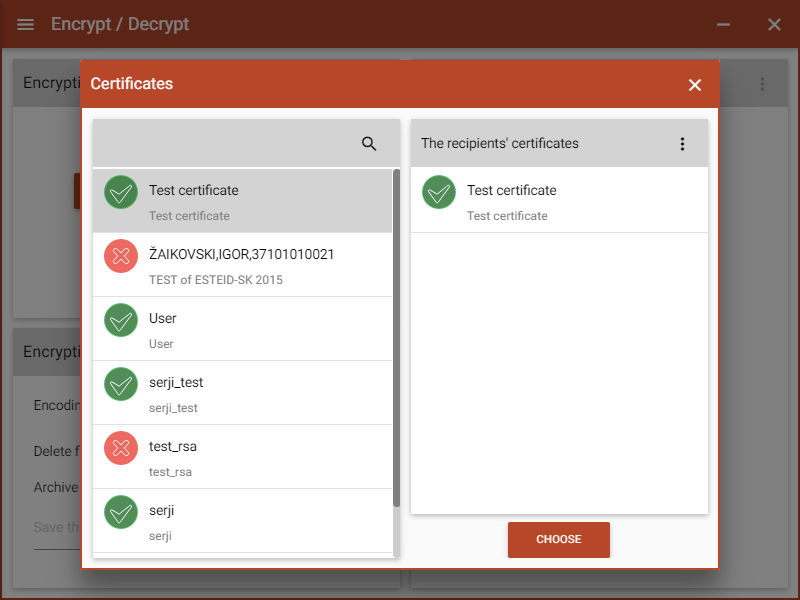 Encrypt / Decrypt
Certificates
Test certificate
Test certificate
ŽAIKOVSKI,IGOR,37101010021
TEST of ESTEID-SK 2015
User
User
serji_test
serji_test
test_rsa
test_rsa
serji
serji
The recipients' certificates
Test certificate
Test certificate
CHOOSE
Encrypti
Encrypti
Encodin
Delete f
Archive
Save th